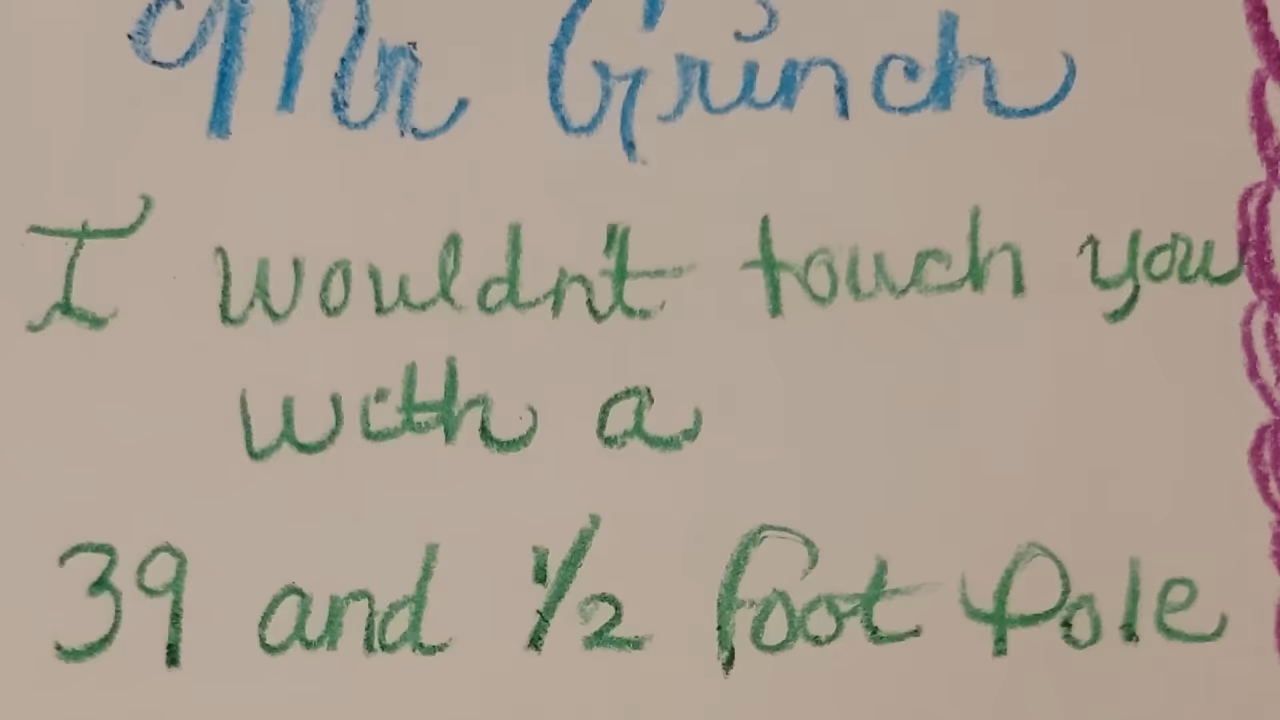 Mr Grinch
I wouldn't touch you
with a
39 and 1/2 foot Pole